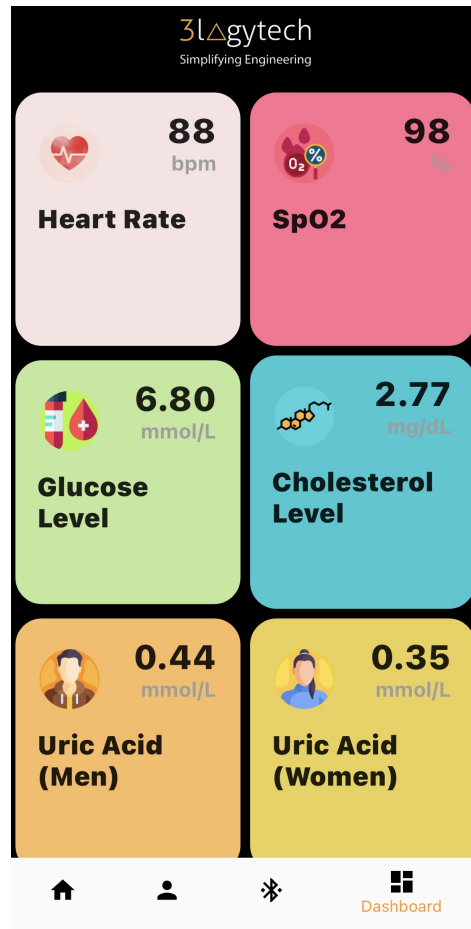 3l△gytech
Simplifying Engineering
88
bpm
Heart Rate
98
%
O₂ %
SpO2
6.80
mmol/L
Glucose
Level
2.77
mg/dL
Cholesterol
Level
0.44
mmol/L
Uric Acid
(Men)
0.35
mmol/L
Uric Acid
(Women)
Dashboard